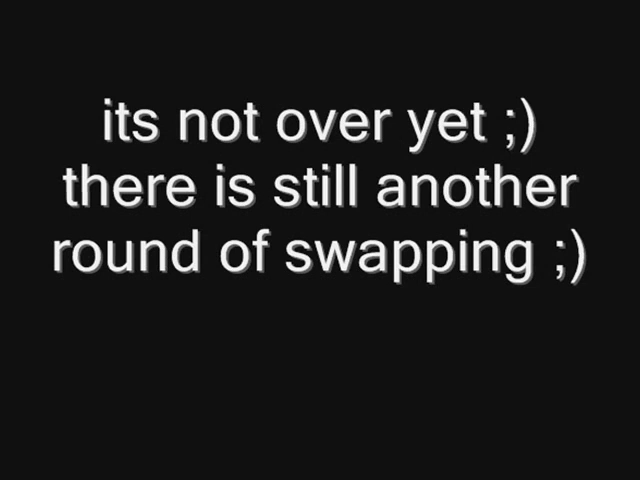 its not over yet ;)
there is still another
round of swapping ;)